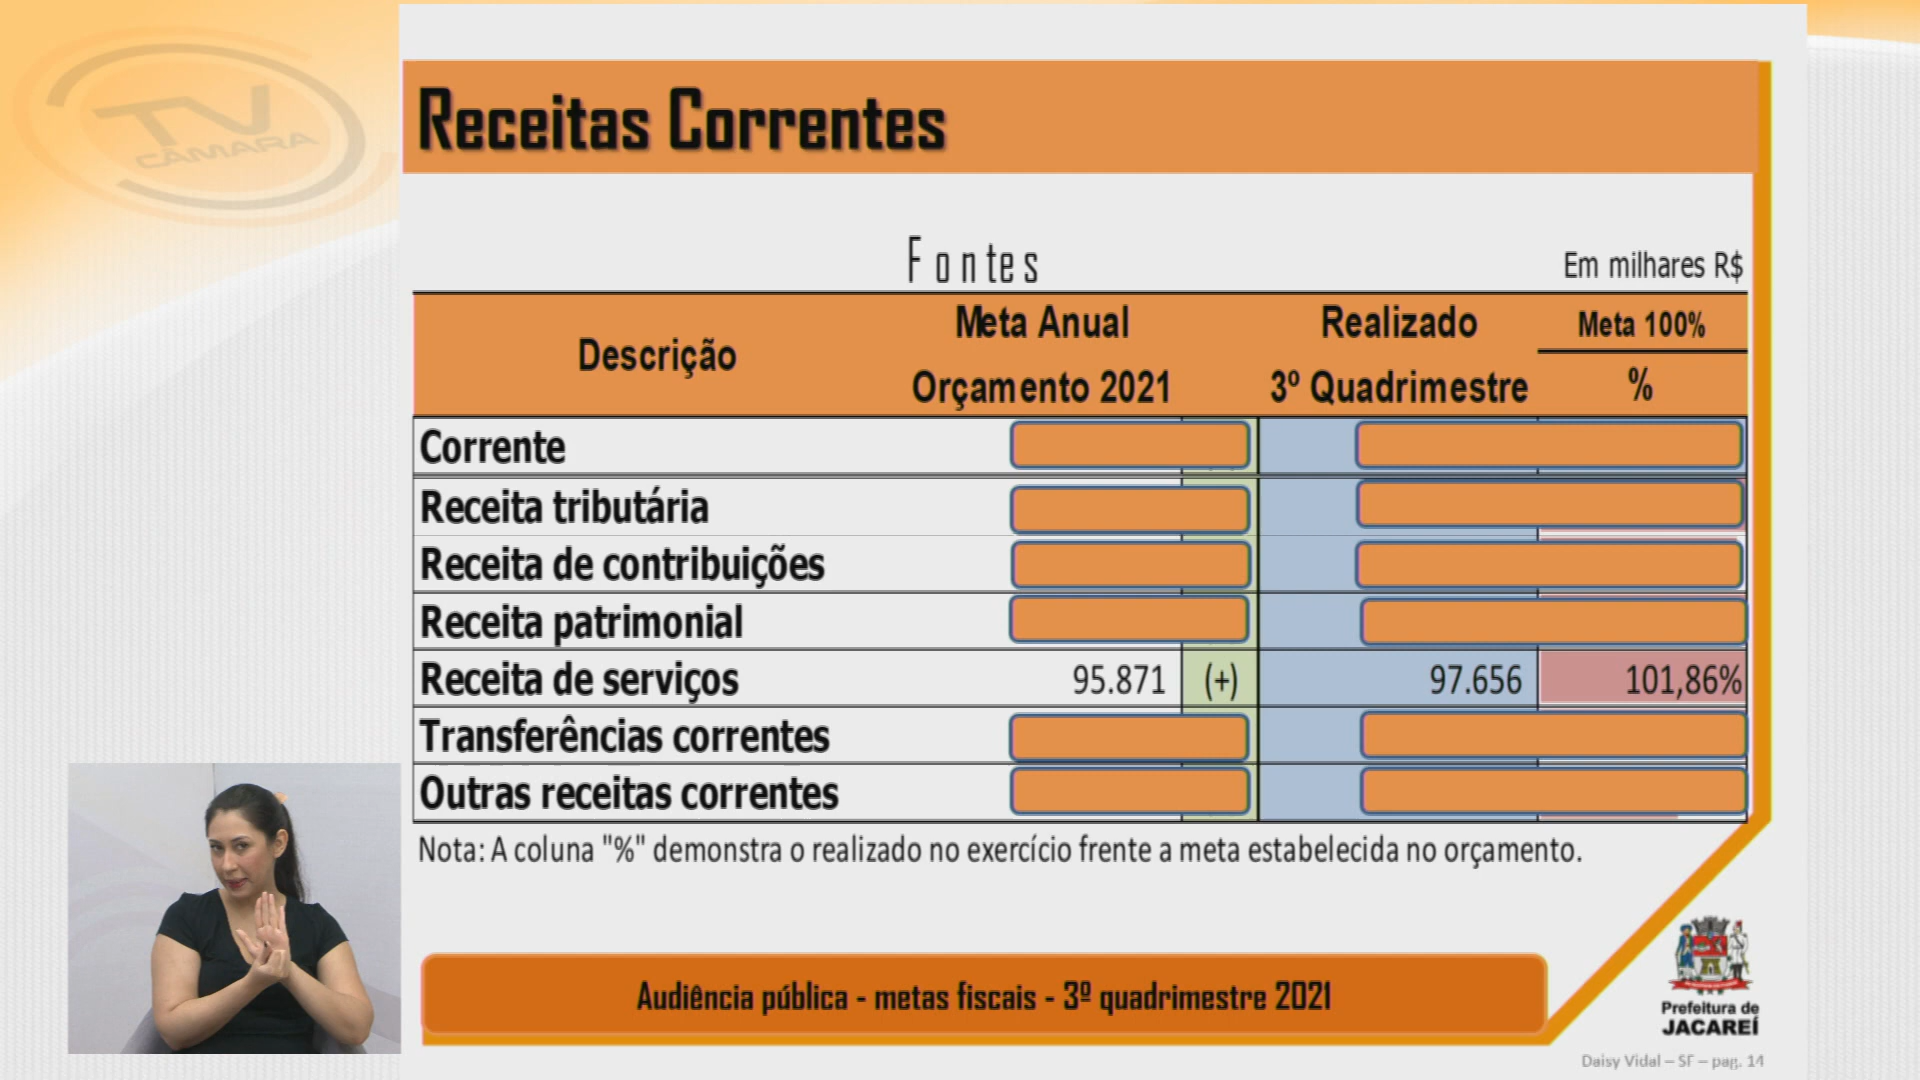 TV
CÂMARA
Receitas Correntes
Fontes
Em milhares R$
Descrição
Meta Anual
Orçamento 2021
Realizado
3º Quadrimestre
Meta 100%
%
Corrente
Receita tributária
Receita de contribuições
Receita patrimonial
Receita de serviços 95.871 (+) 97.656 101,86%
Transferências correntes
Outras receitas correntes
Nota: A coluna "%" demonstra o realizado no exercício frente a meta estabelecida no orçamento.
Audiência pública - metas fiscais - 3º quadrimestre 2021
Prefeitura de
JACAREÍ
Daisy Vidal – SF – pag. 14